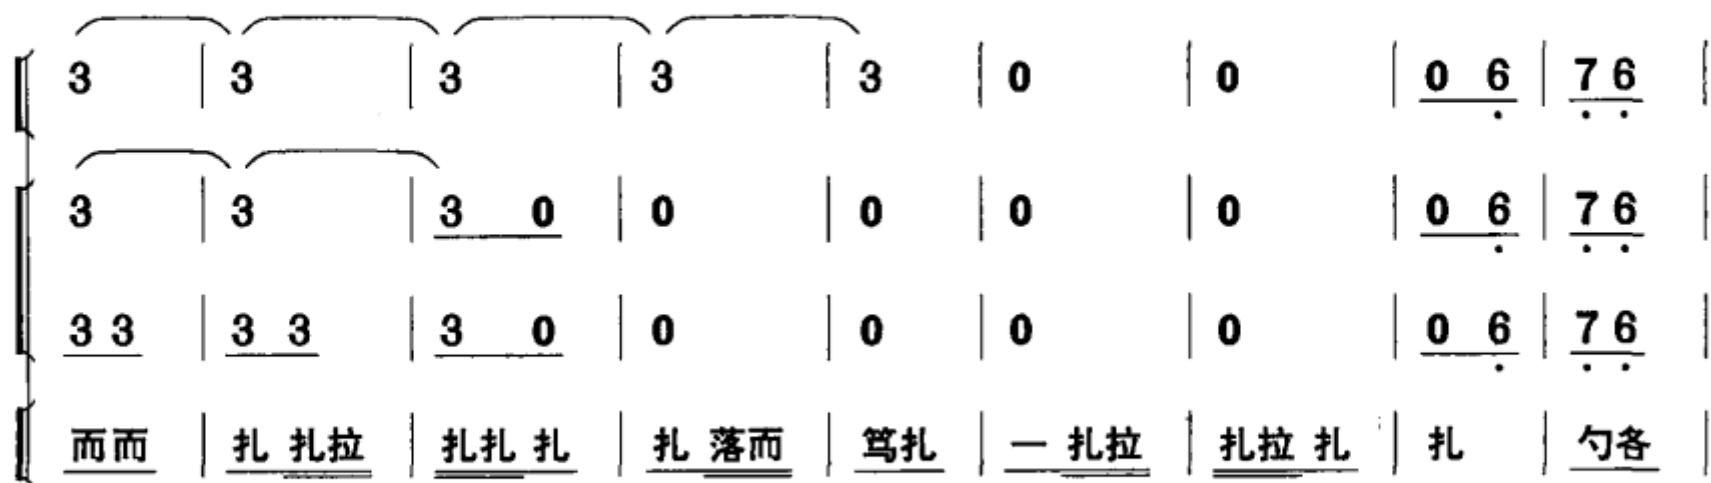 3 | 3 | 3 | 3 | 3 | 0 | 0 | 0 6 | 7 6 |
3 | 3 | 3 0 | 0 | 0 | 0 | 0 | 0 6 | 7 6 |
3 3 | 3 3 | 3 0 | 0 | 0 | 0 | 0 | 0 6 | 7 6 |
而而 | 扎 扎拉 | 扎扎 扎 | 扎 落而 | 笃扎 | 一 扎拉 | 扎拉 扎 | 扎 | 勺各 |